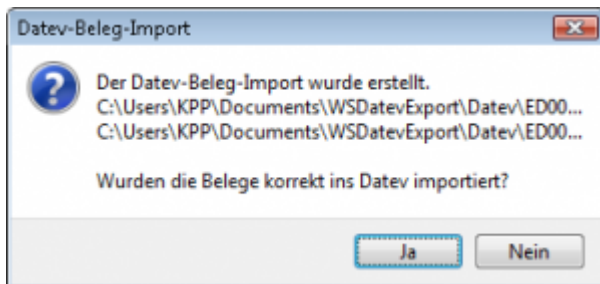 Datev-Beleg-Import
Der Datev-Beleg-Import wurde erstellt.
C:\Users\KPP\Documents\WSDatevExport\Datev\ED00...
C:\Users\KPP\Documents\WSDatevExport\Datev\ED00...
Wurden die Belege korrekt ins Datev importiert?
Ja
Nein